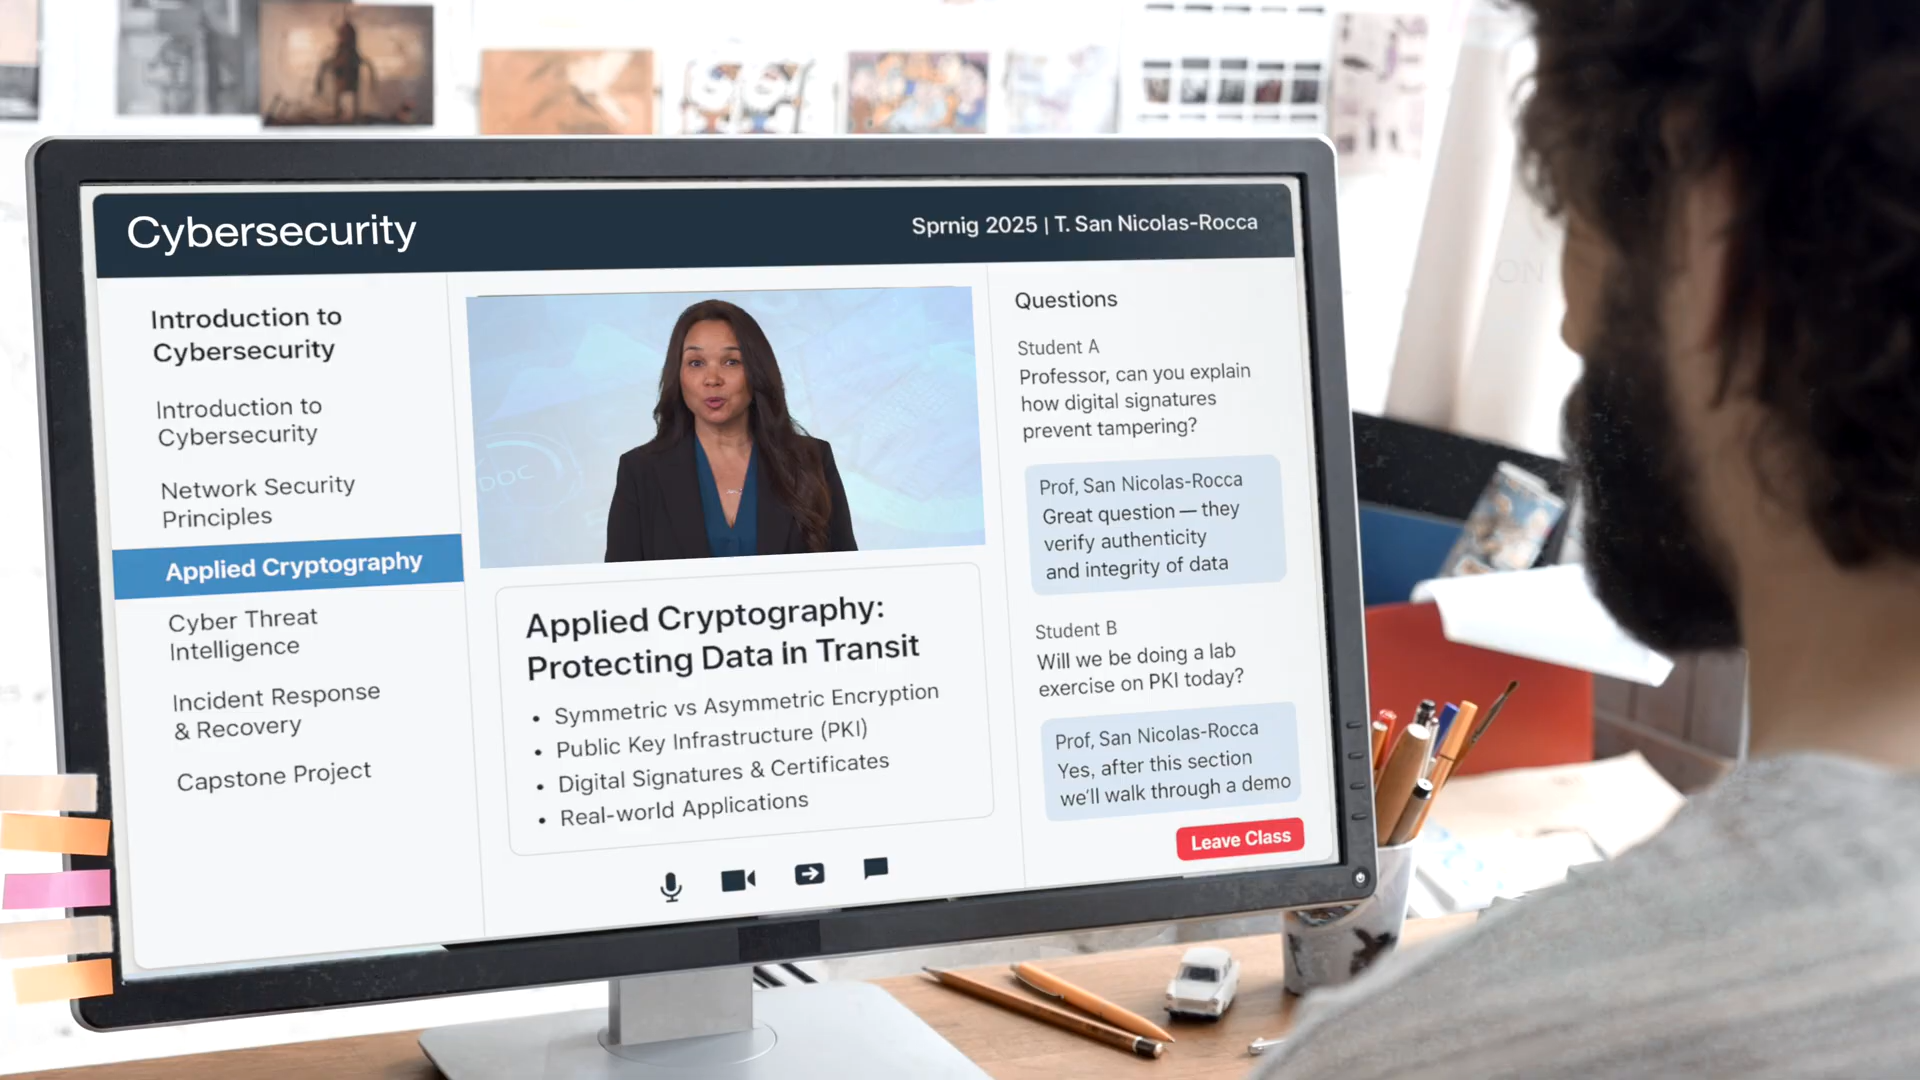 Cybersecurity
Sprnig 2025 | T. San Nicolas-Rocca
Introduction to
Cybersecurity
Introduction to
Cybersecurity
Network Security
Principles
Applied Cryptography
Cyber Threat
Intelligence
Incident Response
& Recovery
Capstone Project
DOC
Applied Cryptography:
Protecting Data in Transit
• Symmetric vs Asymmetric Encryption
• Public Key Infrastructure (PKI)
• Digital Signatures & Certificates
• Real-world Applications
Questions
Student A
Professor, can you explain
how digital signatures
prevent tampering?
Prof, San Nicolas-Rocca
Great question — they
verify authenticity
and integrity of data
Student B
Will we be doing a lab
exercise on PKI today?
Prof, San Nicolas-Rocca
Yes, after this section
we'll walk through a demo
Leave Class